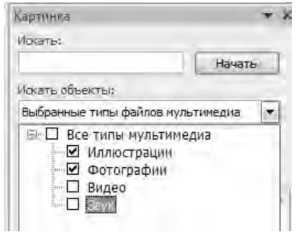 Картинка
Искать:
Начать
Искать объекты:
Выбранные типы файлов мультимедиа
Все типы мультимедиа
Иллюстрации
Фотографии
Видео
Звук